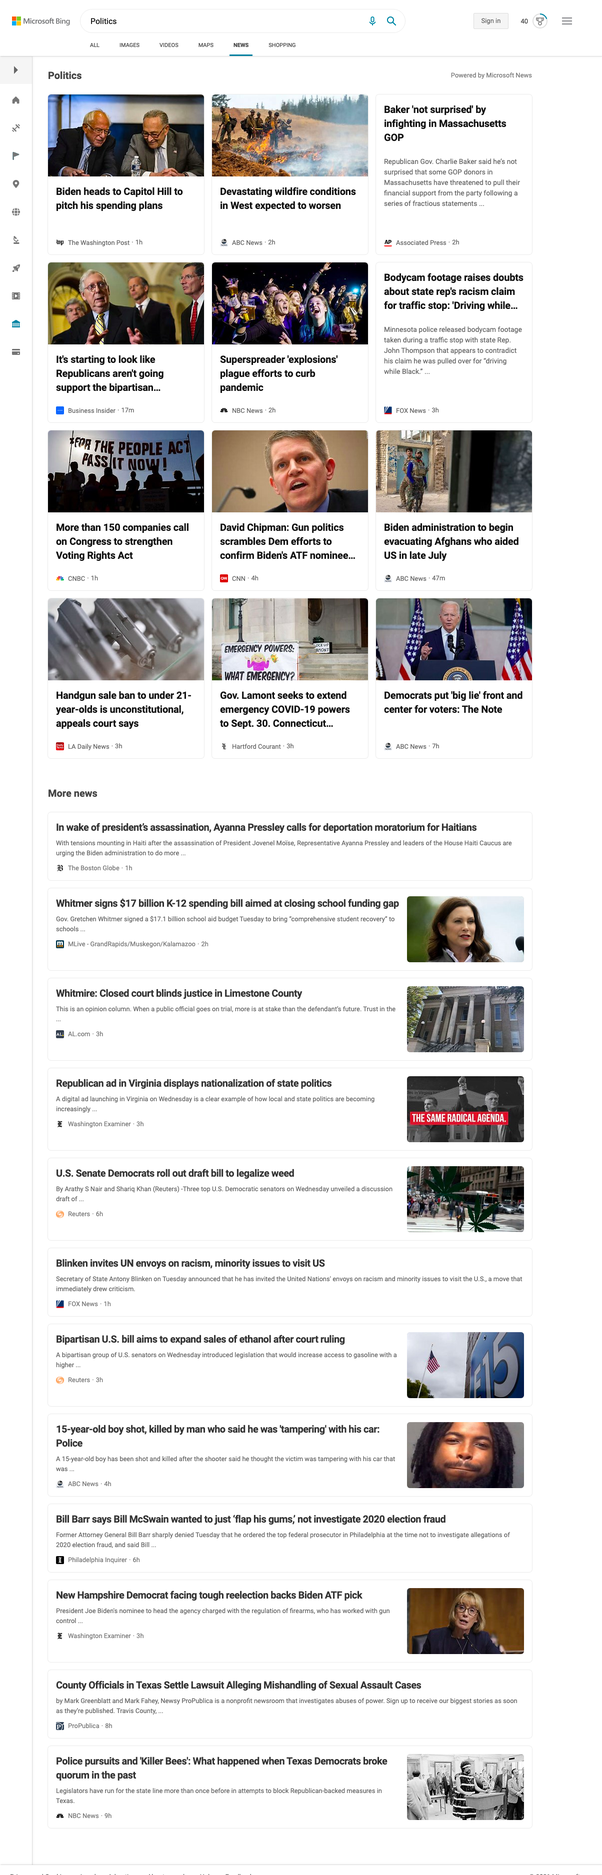 Microsoft Bing
Politics
Sign in
40
ALL
IMAGES
VIDEOS
MAPS
NEWS
SHOPPING
Politics
Powered by Microsoft News
Biden heads to Capitol Hill to
pitch his spending plans
wp The Washington Post · 1h
Devastating wildfire conditions
in West expected to worsen
ABC News · 2h
Baker 'not surprised' by
infighting in Massachusetts
GOP
Republican Gov. Charlie Baker said he's not
surprised that some GOP donors in
Massachusetts have threatened to pull their
financial support from the party following a
series of fractious statements ...
AP Associated Press · 2h
It's starting to look like
Republicans aren't going
support the bipartisan...
Business Insider · 17m
Superspreader 'explosions'
plague efforts to curb
pandemic
NBC News · 2h
Bodycam footage raises doubts
about state rep's racism claim
for traffic stop: 'Driving while...
Minnesota police released bodycam footage
taken during a traffic stop with state Rep.
John Thompson that appears to contradict
his claim he was pulled over for "driving
while Black." ...
FOX News · 3h
FOR THE PEOPLE ACT
PASS IT NOW!
More than 150 companies call
on Congress to strengthen
Voting Rights Act
CNBC · 1h
David Chipman: Gun politics
scrambles Dem efforts to
confirm Biden's ATF nominee...
CNN · 4h
Biden administration to begin
evacuating Afghans who aided
US in late July
ABC News · 47m
Handgun sale ban to under 21-
year-olds is unconstitutional,
appeals court says
LA Daily News · 3h
EMERGENCY POWERS:
WHAT EMERGENCY?
Gov. Lamont seeks to extend
emergency COVID-19 powers
to Sept. 30. Connecticut...
Hartford Courant · 3h
Democrats put 'big lie' front and
center for voters: The Note
ABC News · 7h
More news
In wake of president's assassination, Ayanna Pressley calls for deportation moratorium for Haitians
With tensions mounting in Haiti after the assassination of President Jovenel Moïse, Representative Ayanna Pressley and leaders of the House Haiti Caucus are
urging the Biden administration to do more ...
The Boston Globe · 1h
Whitmer signs $17 billion K-12 spending bill aimed at closing school funding gap
Gov. Gretchen Whitmer signed a $17.1 billion school aid budget Tuesday to bring "comprehensive student recovery" to
schools ...
MLive - GrandRapids/Muskegon/Kalamazoo · 2h
Whitmire: Closed court blinds justice in Limestone County
This is an opinion column. When a public official goes on trial, more is at stake than the defendant's future. Trust in the
...
AL AL.com · 3h
Republican ad in Virginia displays nationalization of state politics
A digital ad launching in Virginia on Wednesday is a clear example of how local and state politics are becoming
increasingly ...
Washington Examiner · 3h
THE SAME RADICAL AGENDA.
U.S. Senate Democrats roll out draft bill to legalize weed
By Arathy S Nair and Shariq Khan (Reuters) -Three top U.S. Democratic senators on Wednesday unveiled a discussion
draft of ...
Reuters · 6h
Blinken invites UN envoys on racism, minority issues to visit US
Secretary of State Antony Blinken on Tuesday announced that he has invited the United Nations' envoys on racism and minority issues to visit the U.S., a move that
immediately drew criticism.
FOX News · 1h
Bipartisan U.S. bill aims to expand sales of ethanol after court ruling
A bipartisan group of U.S. senators on Wednesday introduced legislation that would increase access to gasoline with a
higher ...
Reuters · 3h
E15
15-year-old boy shot, killed by man who said he was 'tampering' with his car:
Police
A 15-year-old boy has been shot and killed after the shooter said he thought the victim was tampering with his car that
was ...
ABC News · 4h
Bill Barr says Bill McSwain wanted to just 'flap his gums,' not investigate 2020 election fraud
Former Attorney General Bill Barr sharply denied Tuesday that he ordered the top federal prosecutor in Philadelphia at the time not to investigate allegations of
2020 election fraud, and said Bill ...
Philadelphia Inquirer · 6h
New Hampshire Democrat facing tough reelection backs Biden ATF pick
President Joe Biden's nominee to head the agency charged with the regulation of firearms, who has worked with gun
control ...
Washington Examiner · 3h
County Officials in Texas Settle Lawsuit Alleging Mishandling of Sexual Assault Cases
by Mark Greenblatt and Mark Fahey, Newsy ProPublica is a nonprofit newsroom that investigates abuses of power. Sign up to receive our biggest stories as soon
as they're published. Travis County, ...
ProPublica · 8h
Police pursuits and 'Killer Bees': What happened when Texas Democrats broke
quorum in the past
Legislators have run for the state line more than once before in attempts to block Republican-backed measures in
Texas.
NBC News · 9h